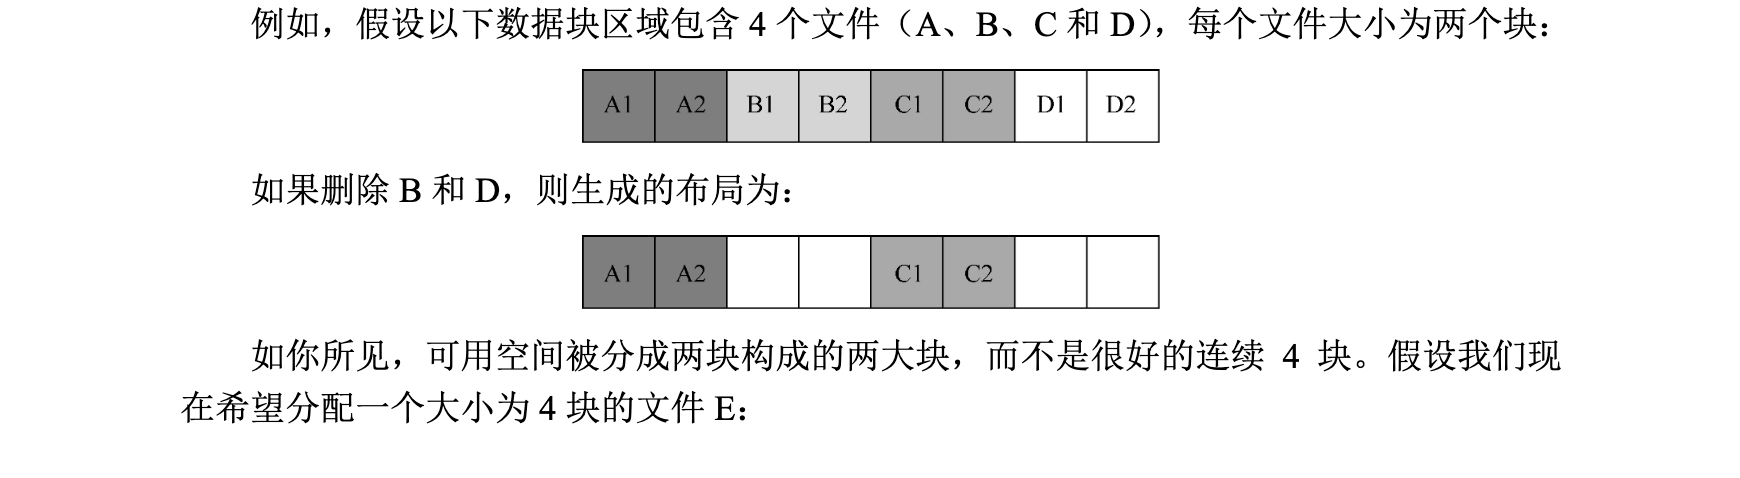 例如，假设以下数据块区域包含 4 个文件（A、B、C 和 D），每个文件大小为两个块：
A1 A2 B1 B2 C1 C2 D1 D2
如果删除 B 和 D，则生成的布局为：
A1 A2 C1 C2
如你所见，可用空间被分成两块构成的两大块，而不是很好的连续 4 块。假设我们现
在希望分配一个大小为 4 块的文件 E：